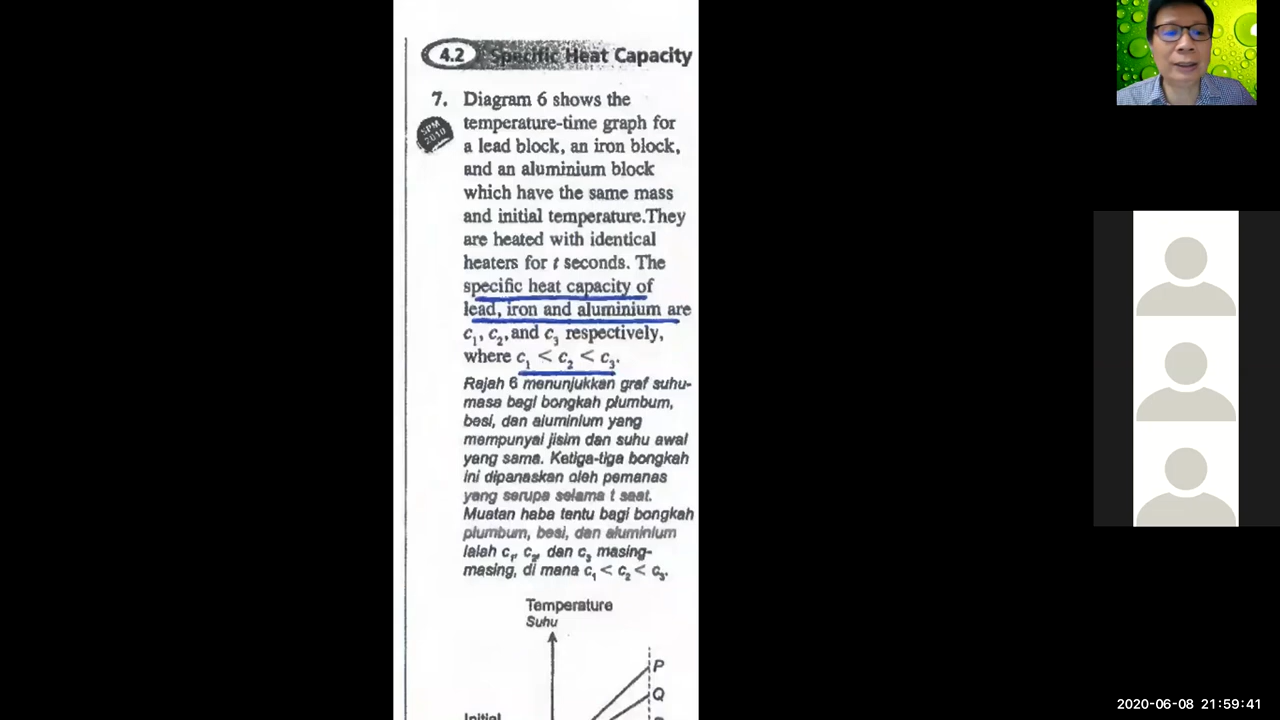 4.2 Specific Heat Capacity
7. Diagram 6 shows the
temperature-time graph for
SPM
2010
a lead block, an iron block,
and an aluminium block
which have the same mass
and initial temperature.They
are heated with identical
heaters for t seconds. The
specific heat capacity of
lead, iron and aluminium are
c₁, c₂, and c₃ respectively,
where c₁ < c₂ < c₃.
Rajah 6 menunjukkan graf suhu-
masa bagi bongkah plumbum,
besi, dan aluminium yang
mempunyai jisim dan suhu awal
yang sama. Ketiga-tiga bongkah
ini dipanaskan oleh pemanas
yang serupa selama t saat.
Muatan haba tentu bagi bongkah
plumbum, besi, dan aluminium
ialah c₁, c₂, dan c₃ masing-
masing, di mana c₁ < c₂ < c₃.
Temperature
Suhu
P
Q
Initial
2020-06-08 21:59:41